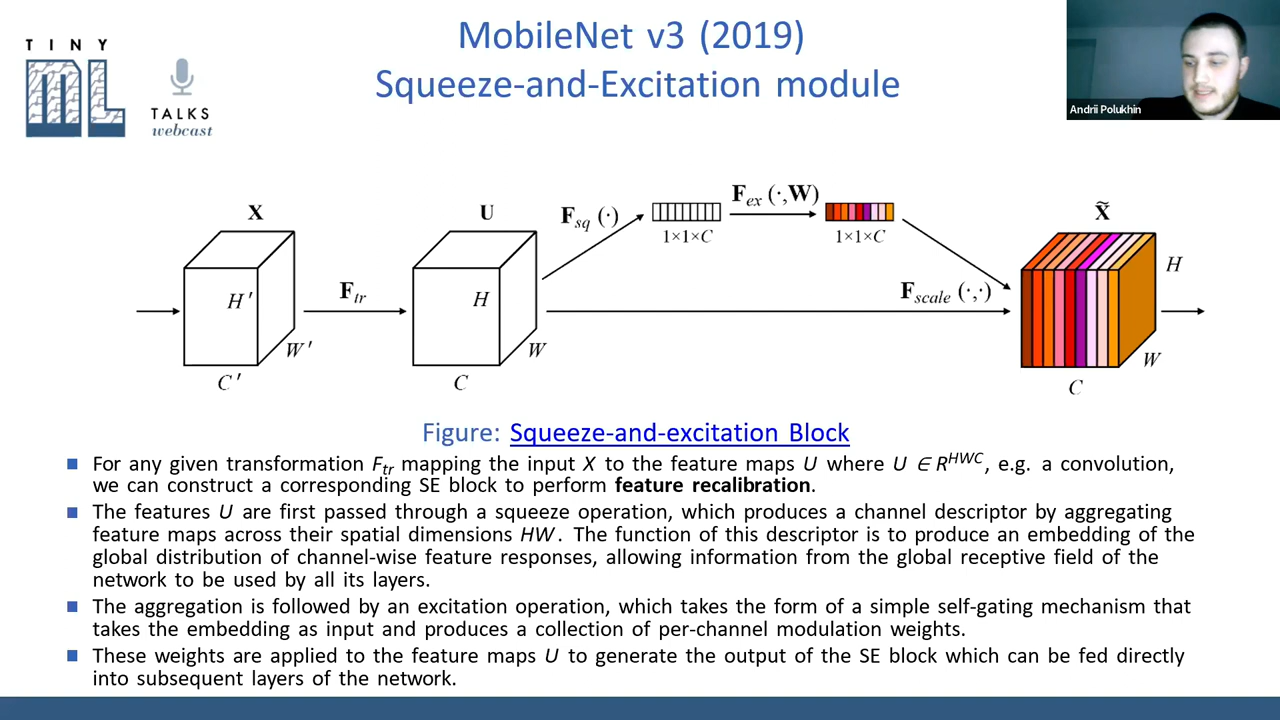 MobileNet v3 (2019)
Squeeze-and-Excitation module
TINY
ML
TALKS
webcast
Andrii Polukhin
X
H'
W'
C'
F_tr
U
H
W
C
F_sq (·)
1×1×C
F_ex (·,W)
1×1×C
F_scale (·,·)
X̃
H
W
C
Figure: Squeeze-and-excitation Block
■ For any given transformation F_tr mapping the input X to the feature maps U where U ∈ R^HWC, e.g. a convolution,
we can construct a corresponding SE block to perform feature recalibration.
■ The features U are first passed through a squeeze operation, which produces a channel descriptor by aggregating
feature maps across their spatial dimensions HW. The function of this descriptor is to produce an embedding of the
global distribution of channel-wise feature responses, allowing information from the global receptive field of the
network to be used by all its layers.
■ The aggregation is followed by an excitation operation, which takes the form of a simple self-gating mechanism that
takes the embedding as input and produces a collection of per-channel modulation weights.
■ These weights are applied to the feature maps U to generate the output of the SE block which can be fed directly
into subsequent layers of the network.